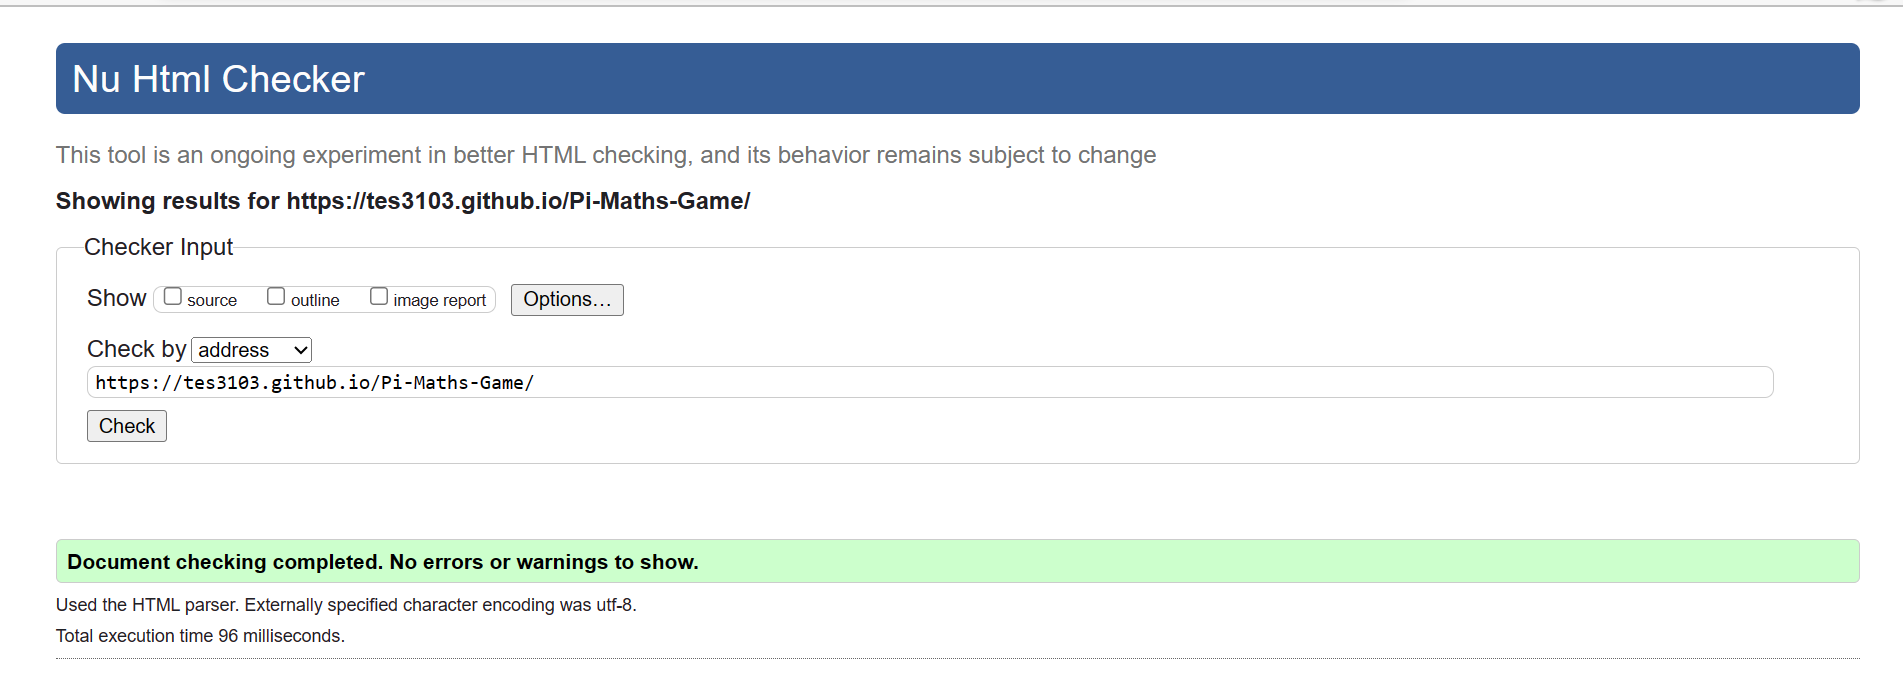 Nu Html Checker
This tool is an ongoing experiment in better HTML checking, and its behavior remains subject to change
Showing results for https://tes3103.github.io/Pi-Maths-Game/
Checker Input
Show source outline image report Options...
Check by address
https://tes3103.github.io/Pi-Maths-Game/
Check
Document checking completed. No errors or warnings to show.
Used the HTML parser. Externally specified character encoding was utf-8.
Total execution time 96 milliseconds.